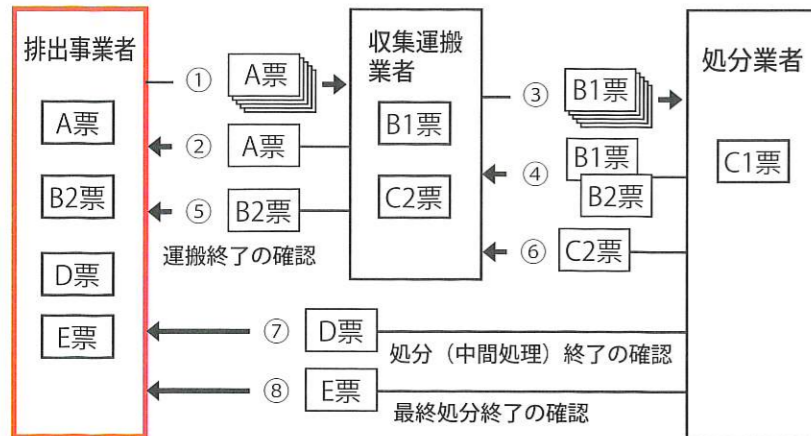 排出事業者
A票
B2票
D票
E票
① A票
② A票
⑤ B2票
運搬終了の確認
収集運搬
業者
B1票
C2票
③ B1票
④ B1票
B2票
⑥ C2票
処分業者
C1票
⑦ D票
処分（中間処理）終了の確認
⑧ E票
最終処分終了の確認